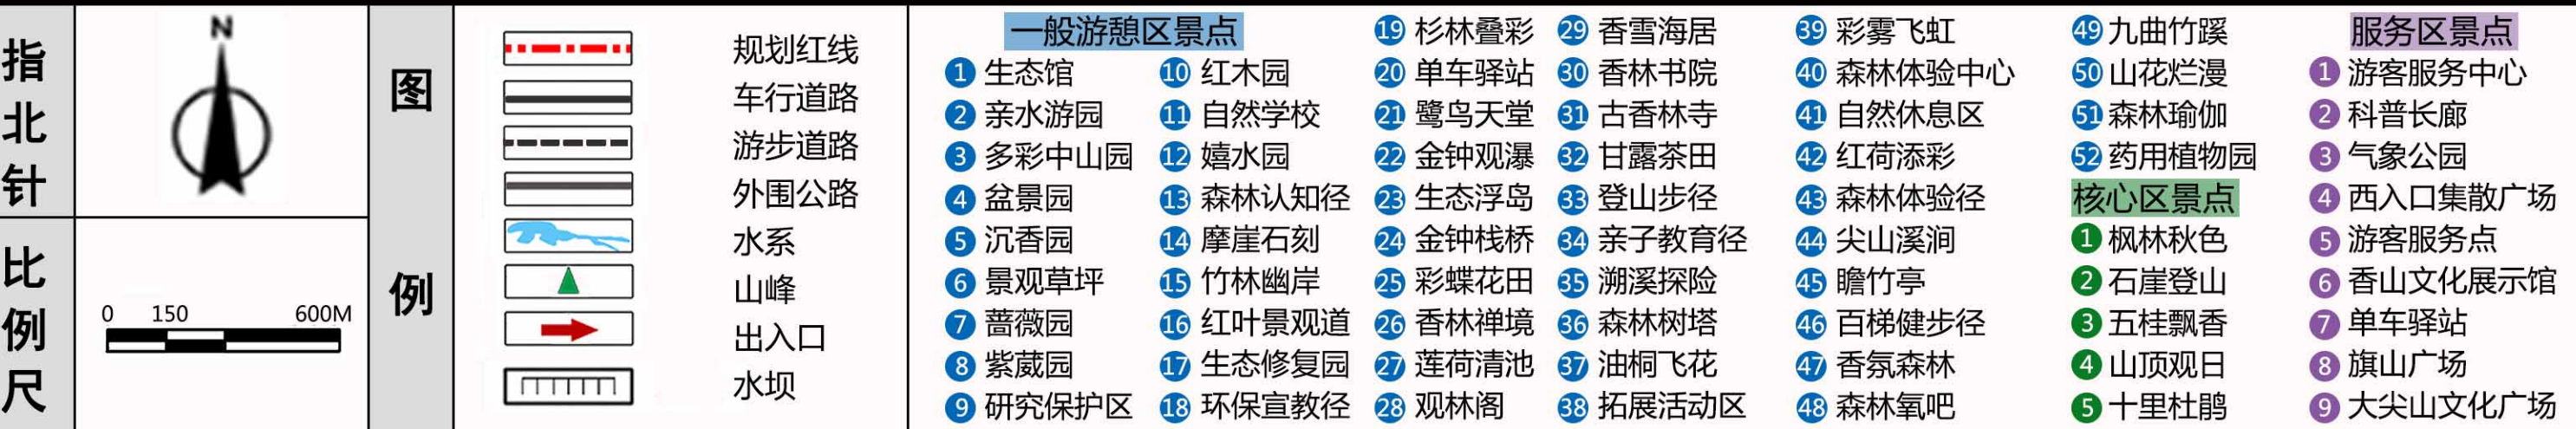 指北针
N
比例尺
0 150 600M
图例
规划红线
车行道路
游步道路
外围公路
水系
山峰
出入口
水坝
一般游憩区景点
1 生态馆
2 亲水游园
3 多彩中山园
4 盆景园
5 沉香园
6 景观草坪
7 蔷薇园
8 紫葳园
9 研究保护区
10 红木园
11 自然学校
12 嬉水园
13 森林认知径
14 摩崖石刻
15 竹林幽岸
16 红叶景观道
17 生态修复园
18 环保宣教径
19 杉林叠彩
20 单车驿站
21 鹭鸟天堂
22 金钟观瀑
23 生态浮岛
24 金钟栈桥
25 彩蝶花田
26 香林禅境
27 莲荷清池
28 观林阁
29 香雪海居
30 香林书院
31 古香林寺
32 甘露茶田
33 登山步径
34 亲子教育径
35 溯溪探险
36 森林树塔
37 油桐飞花
38 拓展活动区
39 彩雾飞虹
40 森林体验中心
41 自然休息区
42 红荷添彩
43 森林体验径
44 尖山溪涧
45 瞻竹亭
46 百梯健步径
47 香氛森林
48 森林氧吧
49 九曲竹蹊
50 山花烂漫
51 森林瑜伽
52 药用植物园
核心区景点
1 枫林秋色
2 石崖登山
3 五桂飘香
4 山顶观日
5 十里杜鹃
服务区景点
1 游客服务中心
2 科普长廊
3 气象公园
4 西入口集散广场
5 游客服务点
6 香山文化展示馆
7 单车驿站
8 旗山广场
9 大尖山文化广场